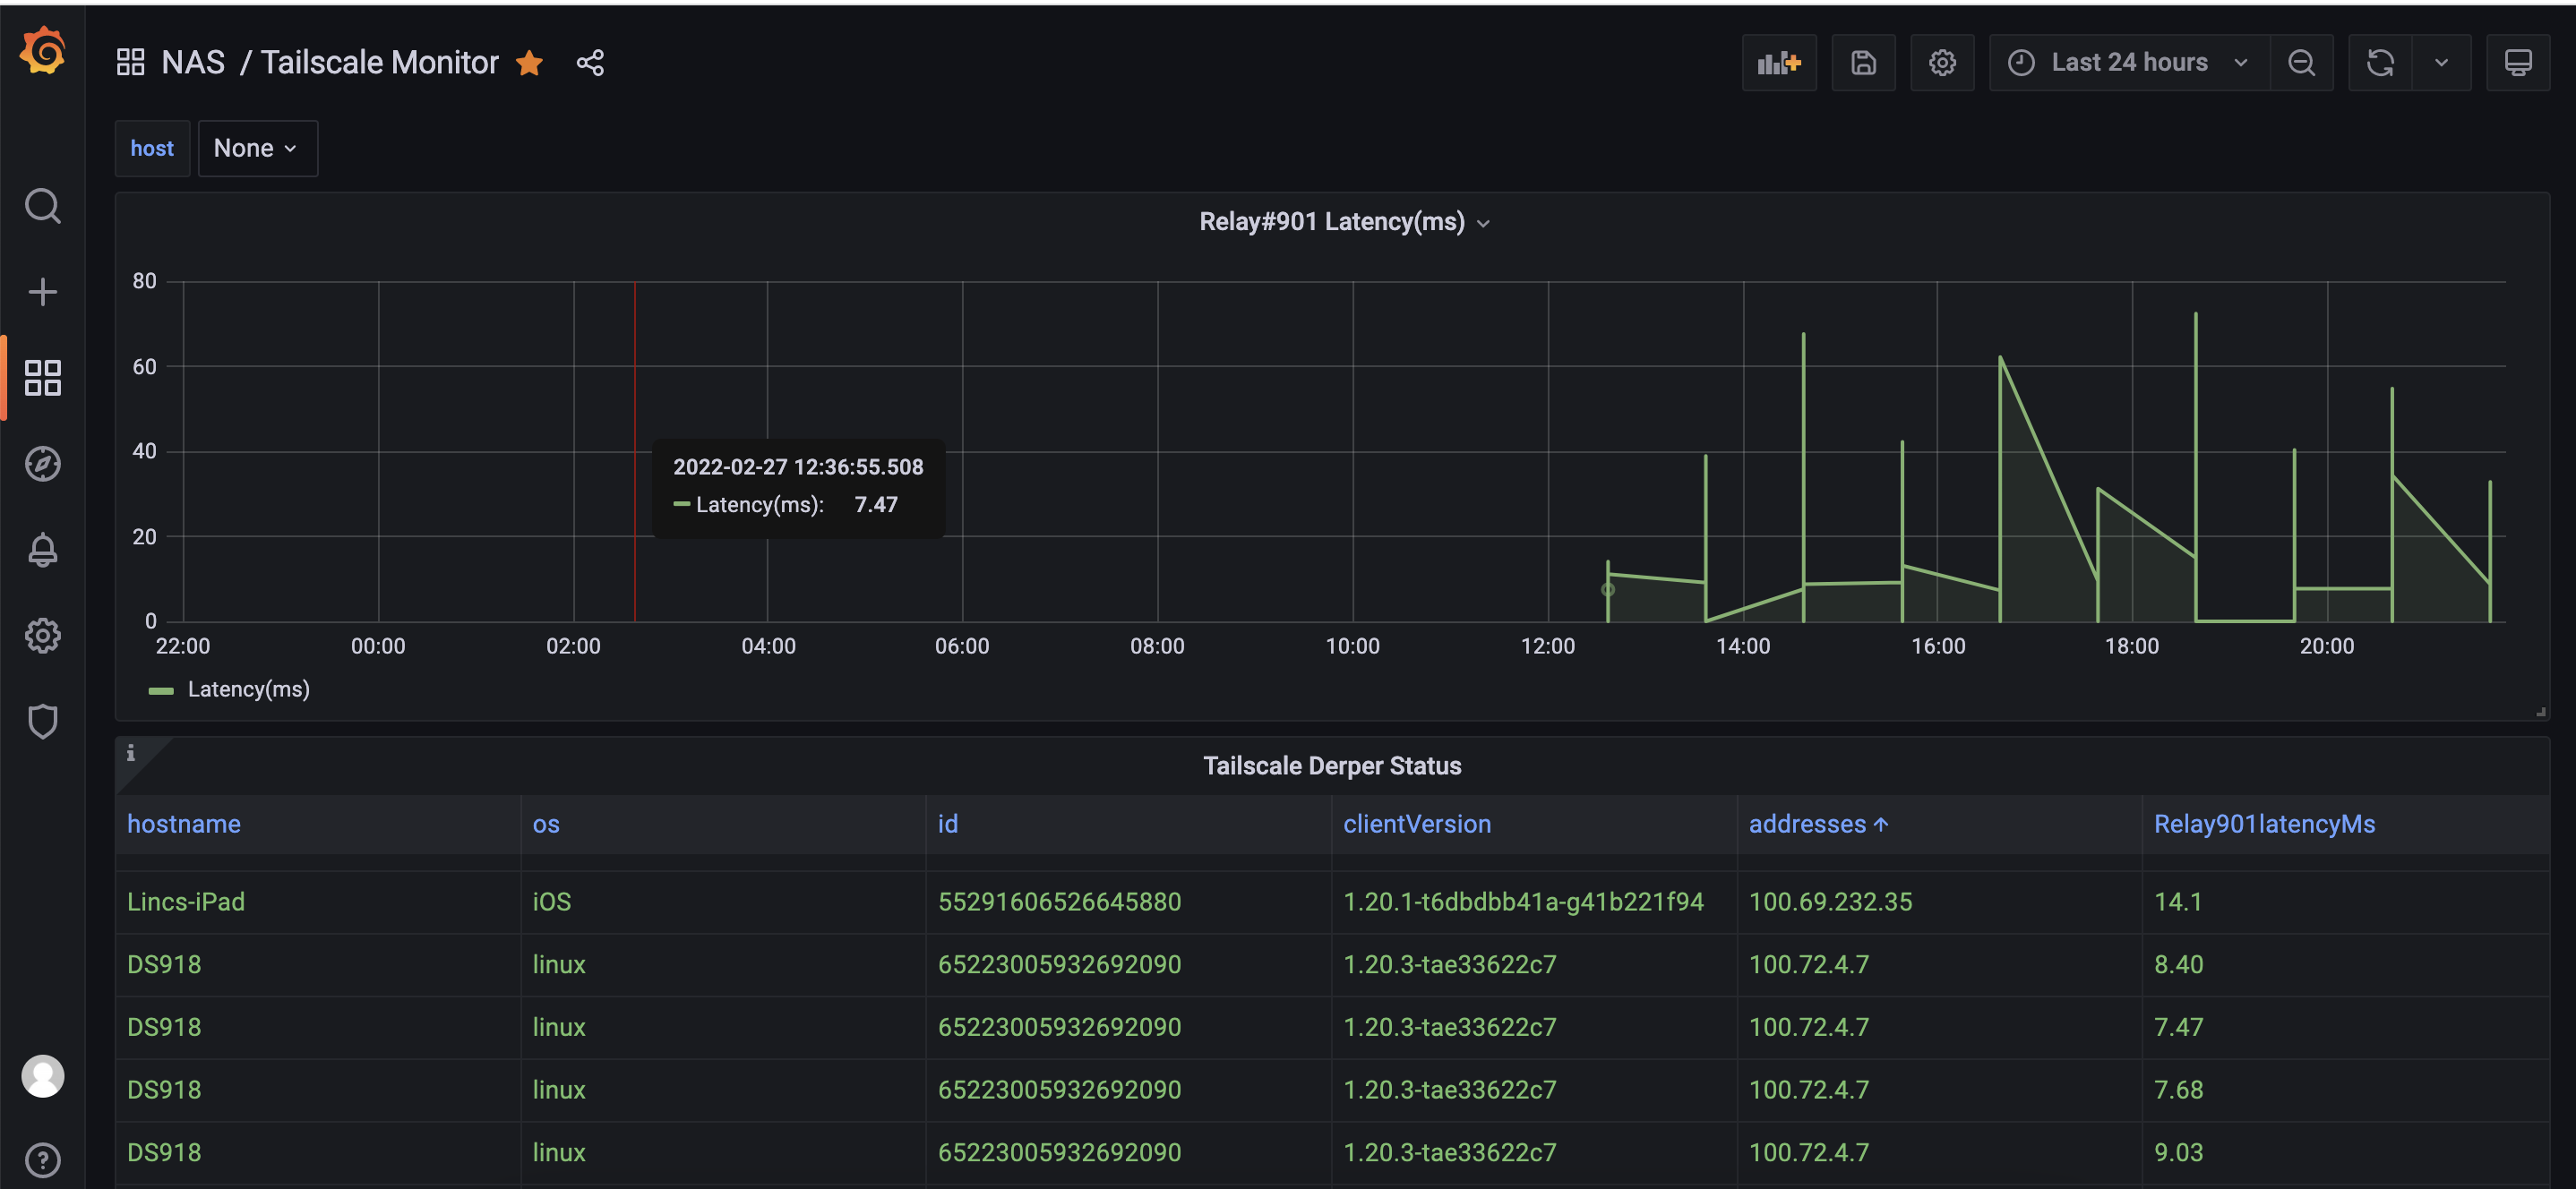 NAS / Tailscale Monitor
Last 24 hours
host None
Relay#901 Latency(ms)
80
60
40
20
0
2022-02-27 12:36:55.508
Latency(ms): 7.47
22:00 00:00 02:00 04:00 06:00 08:00 10:00 12:00 14:00 16:00 18:00 20:00
Latency(ms)
i
Tailscale Derper Status
hostname os id clientVersion addresses Relay901latencyMs
Lincs-iPad iOS 55291606526645880 1.20.1-t6dbdbb41a-g41b221f94 100.69.232.35 14.1
DS918 linux 65223005932692090 1.20.3-tae33622c7 100.72.4.7 8.40
DS918 linux 65223005932692090 1.20.3-tae33622c7 100.72.4.7 7.47
DS918 linux 65223005932692090 1.20.3-tae33622c7 100.72.4.7 7.68
DS918 linux 65223005932692090 1.20.3-tae33622c7 100.72.4.7 9.03